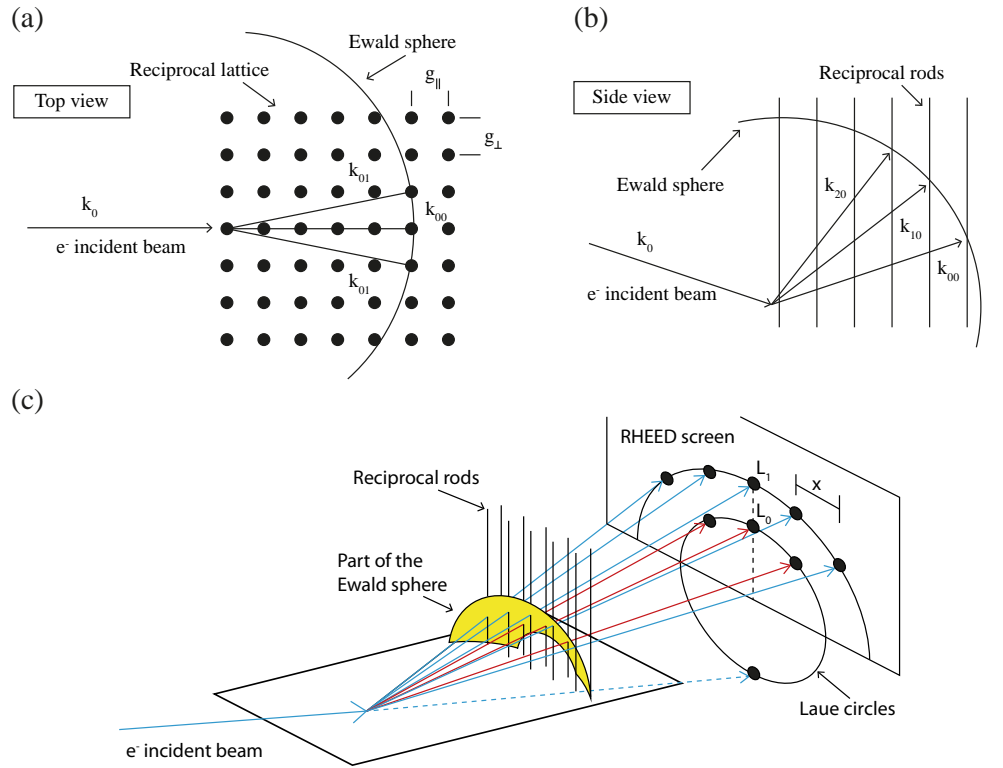 (a)
Ewald sphere
Reciprocal lattice
g∥
Top view
g⊥
k₀₁
k₀
k₀₀
e⁻ incident beam
k₀₁
(b)
Reciprocal rods
Side view
Ewald sphere
k₂₀
k₀
k₁₀
k₀₀
e⁻ incident beam
(c)
RHEED screen
L₁
x
Reciprocal rods
L₀
Part of the
Ewald sphere
Laue circles
e⁻ incident beam